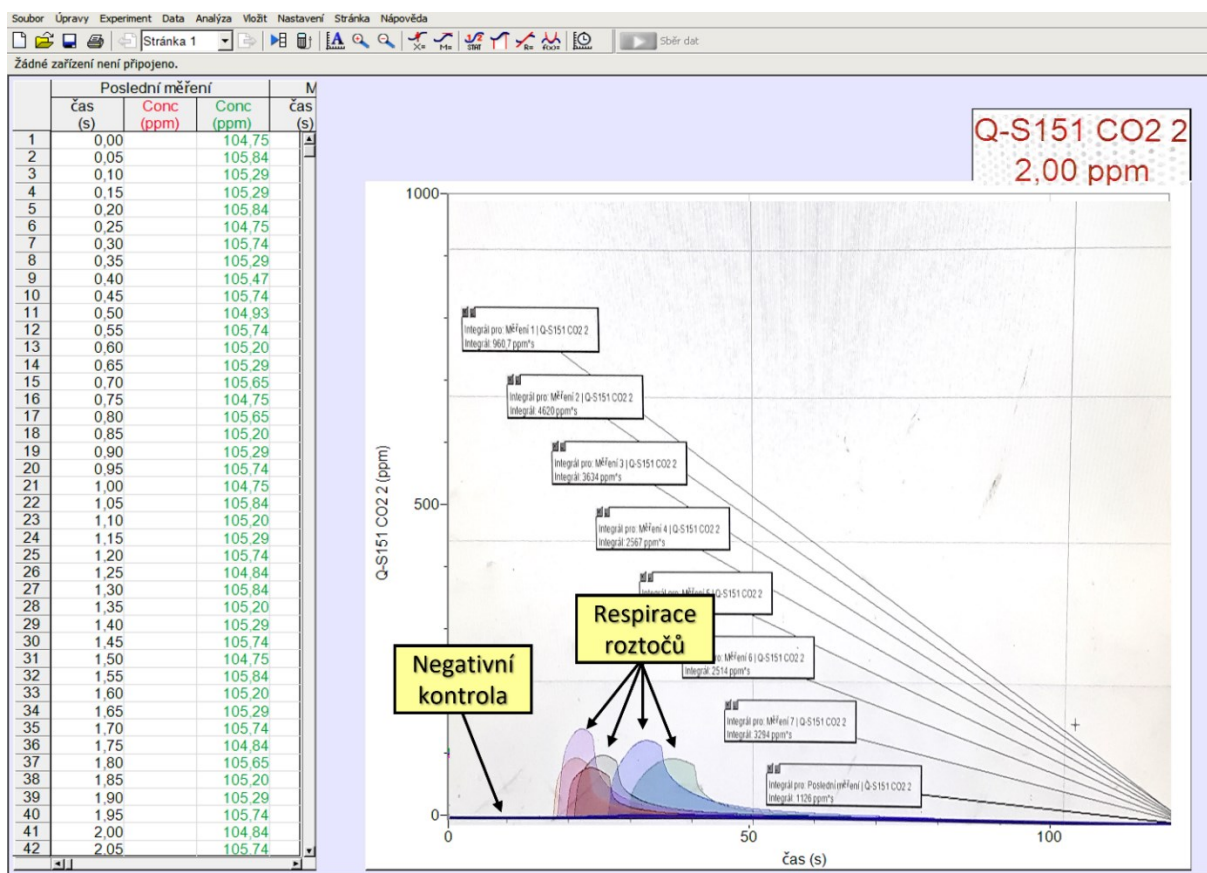 Soubor Úpravy Experiment Data Analýza Vložit Nastavení Stránka Nápověda
Stránka 1
X= M= 1/2 STAT R= f(x)= Sběr dat
Žádné zařízení není připojeno.
Poslední měření M
čas Conc Conc čas
(s) (ppm) (ppm) (s)
1 0,00 104,75
2 0,05 105,84
3 0,10 105,29
4 0,15 105,29
5 0,20 105,84
6 0,25 104,75
7 0,30 105,74
8 0,35 105,29
9 0,40 105,47
10 0,45 105,74
11 0,50 104,93
12 0,55 105,74
13 0,60 105,20
14 0,65 105,29
15 0,70 105,65
16 0,75 104,75
17 0,80 105,65
18 0,85 105,20
19 0,90 105,29
20 0,95 105,74
21 1,00 104,75
22 1,05 105,84
23 1,10 105,20
24 1,15 105,29
25 1,20 105,74
26 1,25 104,84
27 1,30 105,84
28 1,35 105,20
29 1,40 105,29
30 1,45 105,74
31 1,50 104,75
32 1,55 105,84
33 1,60 105,20
34 1,65 105,29
35 1,70 105,74
36 1,75 104,84
37 1,80 105,65
38 1,85 105,20
39 1,90 105,29
40 1,95 105,74
41 2,00 104,84
42 2,05 105,74
Q-S151 CO2 2
2,00 ppm
1000
500
0
Q-S151 CO2 2 (ppm)
Integrál pro: Měření 1 | Q-S151 CO2 2
Integrál: 960,7 ppm*s
Integrál pro: Měření 2 | Q-S151 CO2 2
Integrál: 4620 ppm*s
Integrál pro: Měření 3 | Q-S151 CO2 2
Integrál: 3634 ppm*s
Integrál pro: Měření 4 | Q-S151 CO2 2
Integrál: 2567 ppm*s
CO2 2
Respirace
roztočů
Negativní
kontrola
pro: Měření 6 | Q-S151 CO2 2
2514 ppm*s
Integrál pro: Měření 7 | Q-S151 CO2 2
Integrál: 3294 ppm*s
Integrál pro: Poslední měření | Q-S151 CO2 2
Integrál: 1126 ppm*s
0 50 100
čas (s)